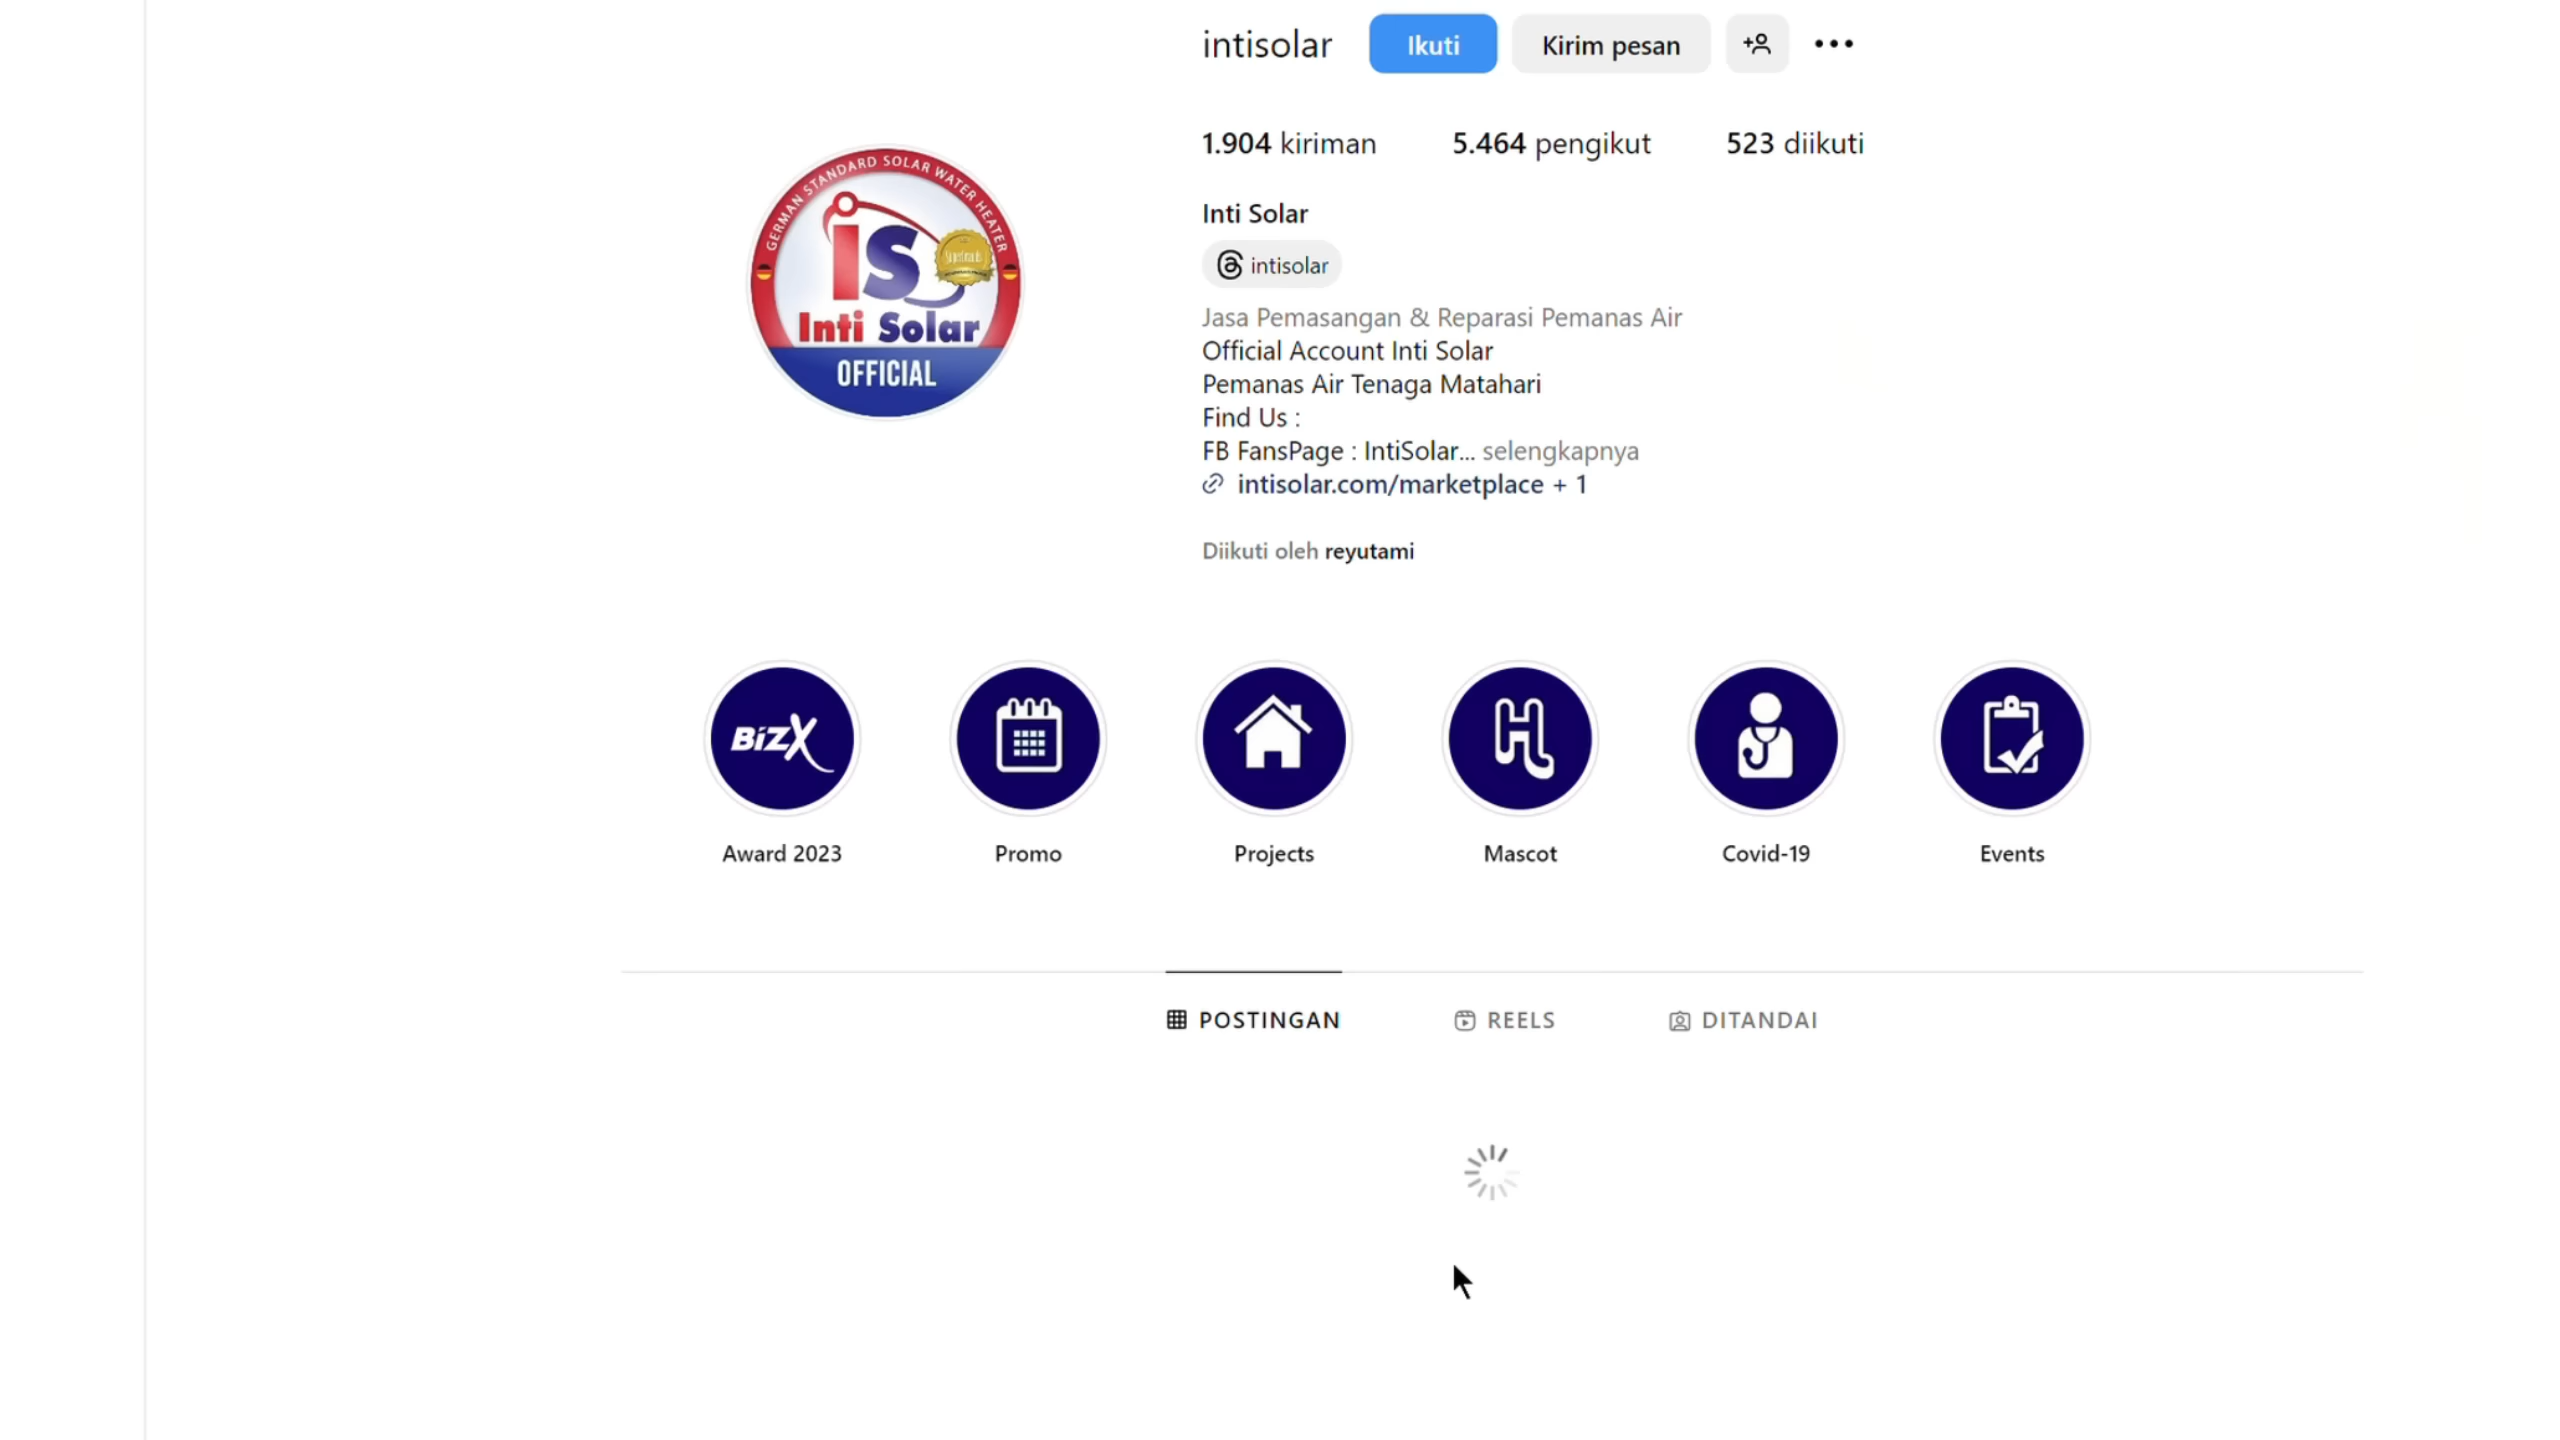 intisolar Ikuti Kirim pesan
1.904 kiriman 5.464 pengikut 523 diikuti
GERMAN STANDARD SOLAR WATER HEATER
is
Inti Solar
OFFICIAL
Inti Solar
intisolar
Jasa Pemasangan & Reparasi Pemanas Air
Official Account Inti Solar
Pemanas Air Tenaga Matahari
Find Us :
FB FansPage : IntiSolar... selengkapnya
intisolar.com/marketplace + 1
Diikuti oleh reyutami
BizX
Award 2023 Promo Projects Mascot Covid-19 Events
POSTINGAN REELS DITANDAI